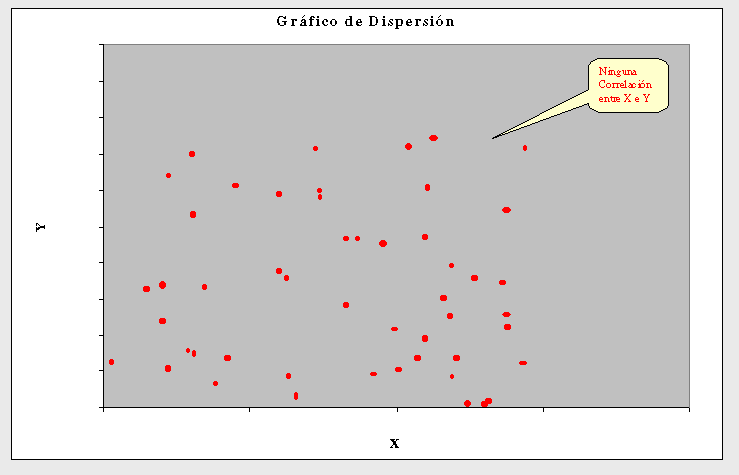 Gráfico de Dispersión
Ninguna
Correlación
entre X e Y
Y
X